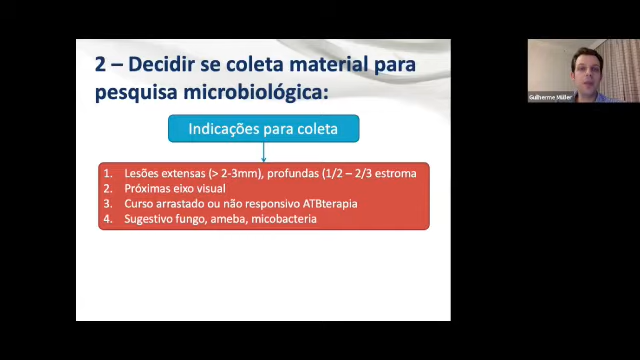 2 – Decidir se coleta material para
pesquisa microbiológica:
Indicações para coleta
1. Lesões extensas (> 2-3mm), profundas (1/2 – 2/3 estroma
2. Próximas eixo visual
3. Curso arrastado ou não responsivo ATBterapia
4. Sugestivo fungo, ameba, micobacteria
Guilherme Müller